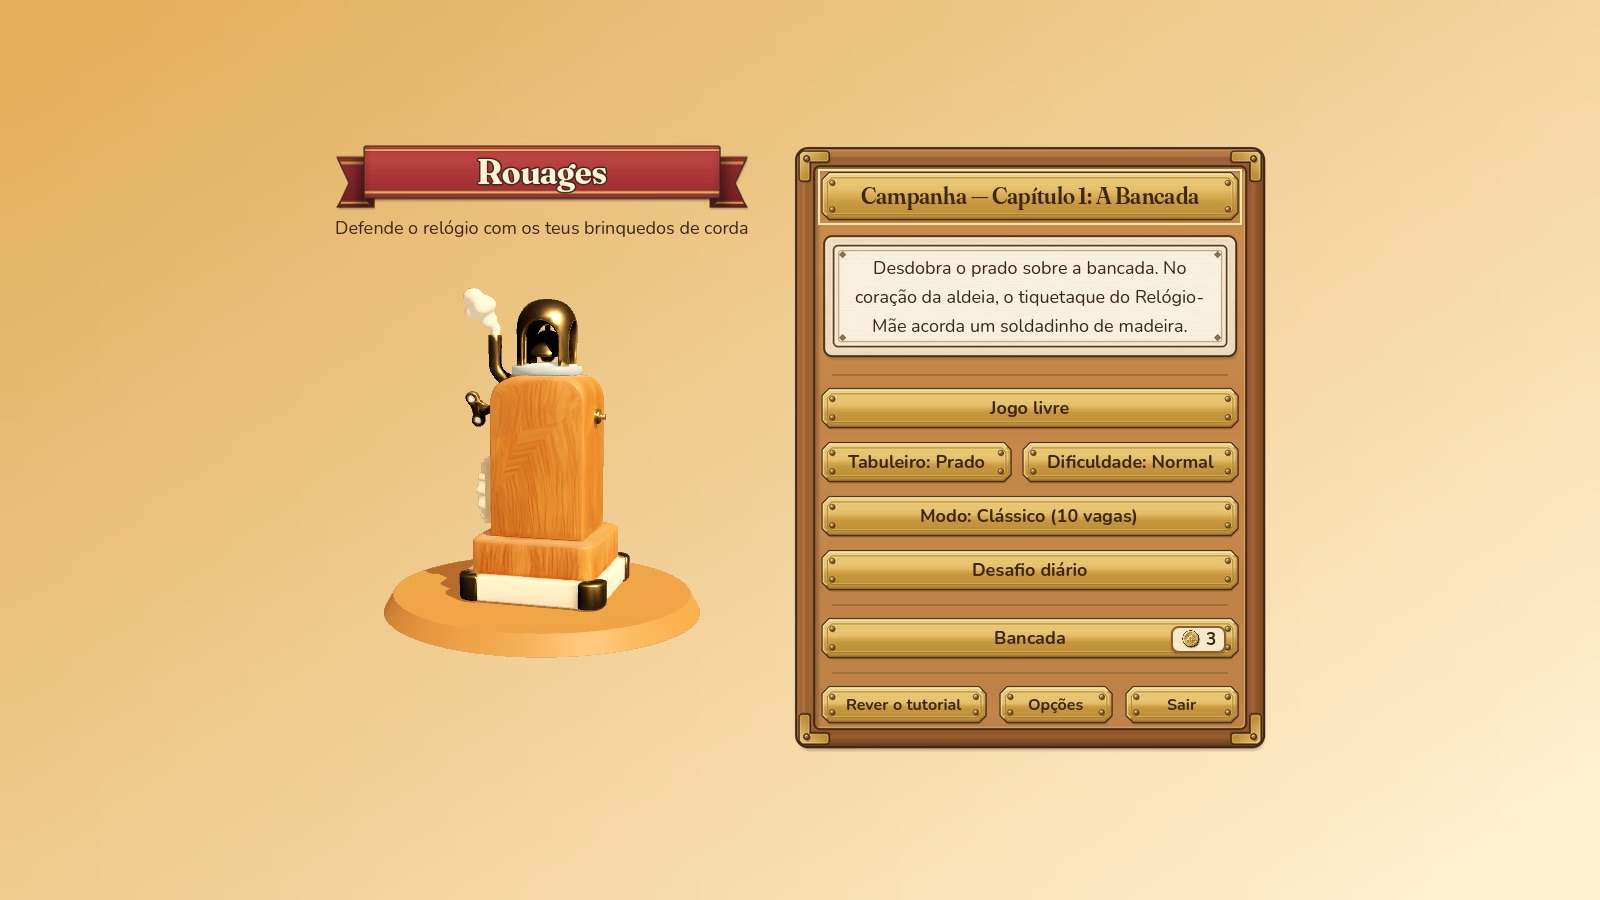 Rouages
Defende o relógio com os teus brinquedos de corda
Campanha — Capítulo 1: A Bancada
Desdobra o prado sobre a bancada. No
coração da aldeia, o tiquetaque do Relógio-
Mãe acorda um soldadinho de madeira.
Jogo livre
Tabuleiro: Prado
Dificuldade: Normal
Modo: Clássico (10 vagas)
Desafio diário
Bancada
3
Rever o tutorial
Opções
Sair